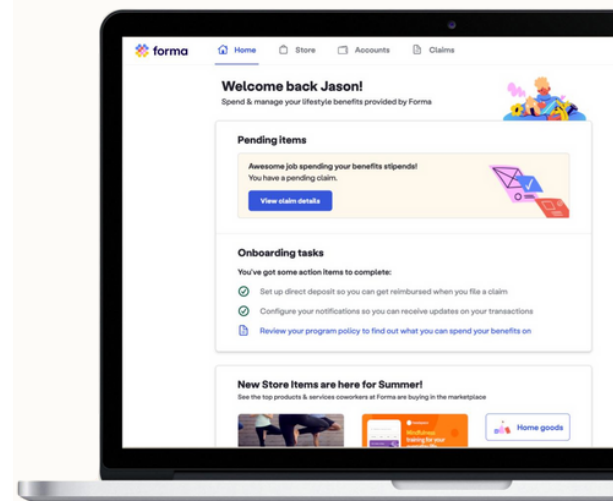 forma
Home
Store
Accounts
Claims
Welcome back Jason!
Spend & manage your lifestyle benefits provided by Forma
Pending items
Awesome job spending your benefits stipends!
You have a pending claim.
View claim details
Onboarding tasks
You've got some action items to complete:
Set up direct deposit so you can get reimbursed when you file a claim
Configure your notifications so you can receive updates on your transactions
Review your program policy to find out what you can spend your benefits on
New Store Items are here for Summer!
See the top products & services coworkers at Forma are buying in the marketplace
Mindfulness
training for your
Home goods